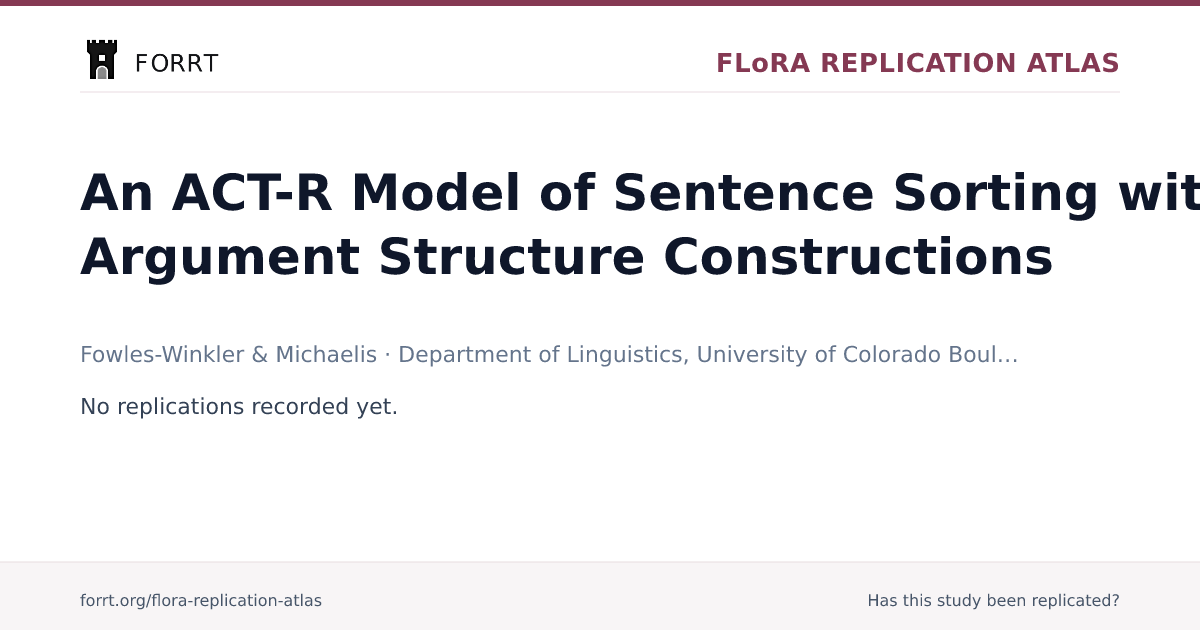 FORRT
FLoRA REPLICATION ATLAS
An ACT-R Model of Sentence Sorting wit
Argument Structure Constructions
Fowles-Winkler & Michaelis · Department of Linguistics, University of Colorado Boul…
No replications recorded yet.
forrt.org/flora-replication-atlas
Has this study been replicated?